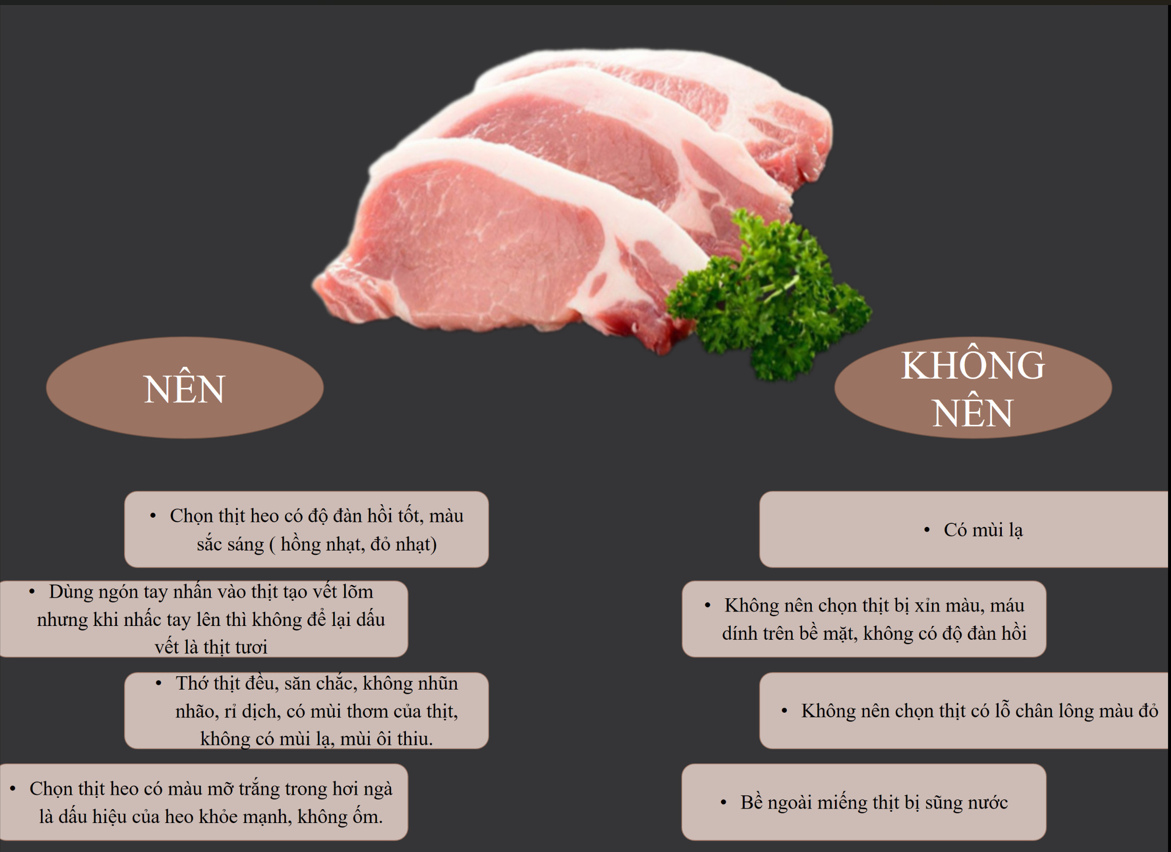 NÊN
• Chọn thịt heo có độ đàn hồi tốt, màu
sắc sáng ( hồng nhạt, đỏ nhạt)
• Dùng ngón tay nhấn vào thịt tạo vết lõm
nhưng khi nhấc tay lên thì không để lại dấu
vết là thịt tươi
• Thớ thịt đều, săn chắc, không nhũn
nhão, rỉ dịch, có mùi thơm của thịt,
không có mùi lạ, mùi ôi thiu.
• Chọn thịt heo có màu mỡ trắng trong hơi ngà
là dấu hiệu của heo khỏe mạnh, không ốm.
KHÔNG
NÊN
• Có mùi lạ
• Không nên chọn thịt bị xỉn màu, máu
dính trên bề mặt, không có độ đàn hồi
• Không nên chọn thịt có lỗ chân lông màu đỏ
• Bề ngoài miếng thịt bị sũng nước